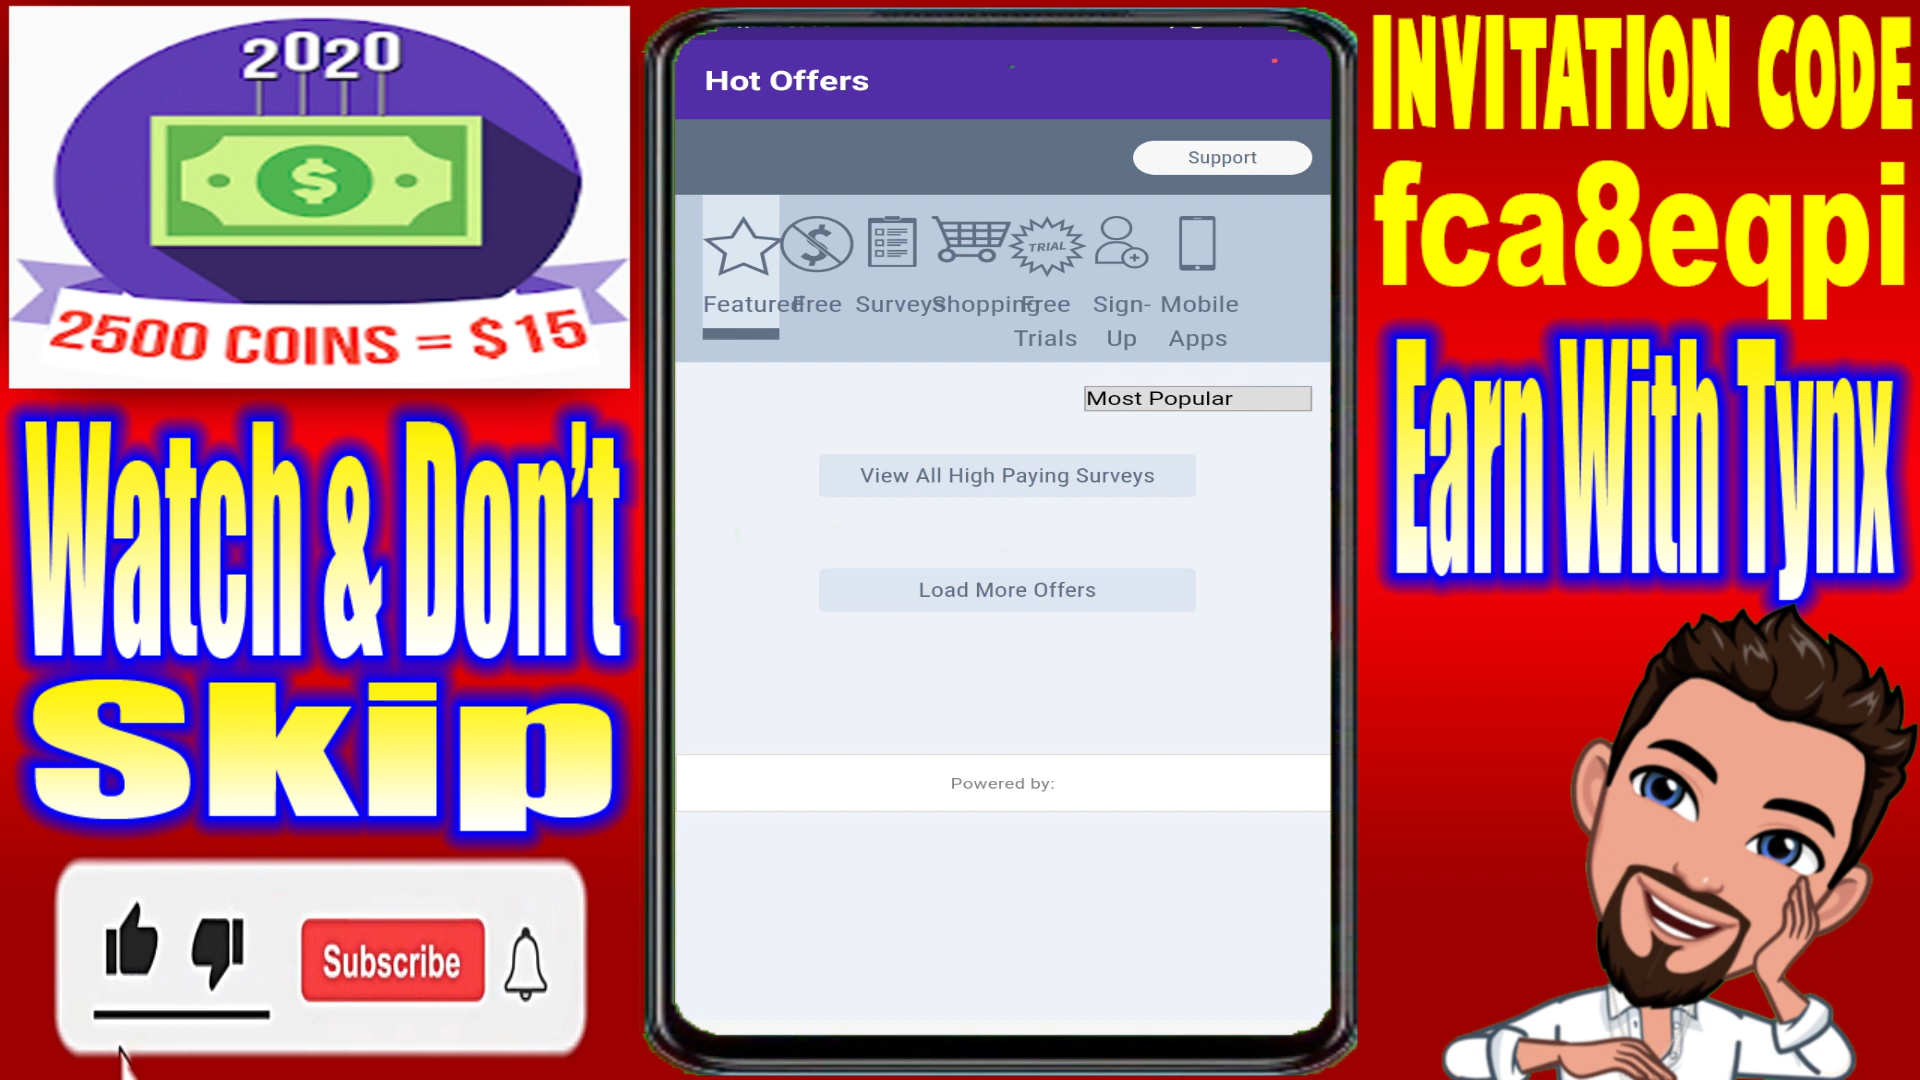 2020
$
2500 COINS = $15
Watch & Don't
Skip
Subscribe
Hot Offers
Support
TRIAL
Featured Free Surveys Shopping Free Trials Sign-Up Mobile Apps
Most Popular
View All High Paying Surveys
Load More Offers
Powered by:
INVITATION CODE
fca8eqpi
Earn With Tynx